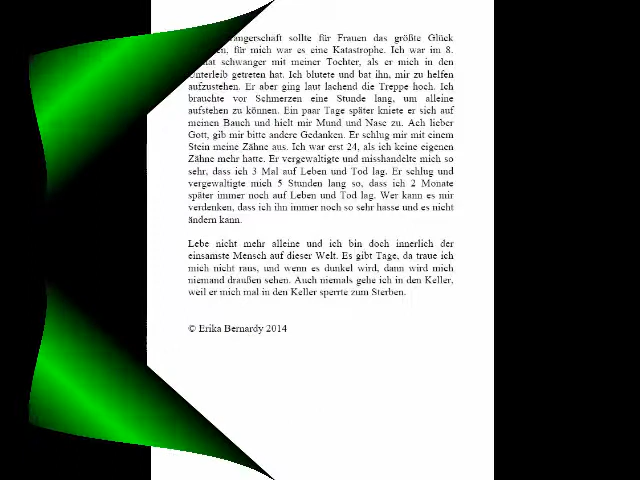 angerschaft sollte für Frauen das größte Glück
en, für mich war es eine Katastrophe. Ich war im 8.
at schwanger mit meiner Tochter, als er mich in den
nterleib getreten hat. Ich blutete und bat ihn, mir zu helfen
aufzustehen. Er aber ging laut lachend die Treppe hoch. Ich
brauchte vor Schmerzen eine Stunde lang, um alleine
aufstehen zu können. Ein paar Tage später kniete er sich auf
meinen Bauch und hielt mir Mund und Nase zu. Ach lieber
Gott, gib mir bitte andere Gedanken. Er schlug mir mit einem
Stein meine Zähne aus. Ich war erst 24, als ich keine eigenen
Zähne mehr hatte. Er vergewaltigte und misshandelte mich so
sehr, dass ich 3 Mal auf Leben und Tod lag. Er schlug und
vergewaltigte mich 5 Stunden lang so, dass ich 2 Monate
später immer noch auf Leben und Tod lag. Wer kann es mir
verdenken, dass ich ihn immer noch so sehr hasse und es nicht
ändern kann.
Lebe nicht mehr alleine und ich bin doch innerlich der
einsamste Mensch auf dieser Welt. Es gibt Tage, da traue ich
mich nicht raus, und wenn es dunkel wird, dann wird mich
niemand draußen sehen. Auch niemals gehe ich in den Keller,
weil er mich mal in den Keller sperrte zum Sterben.
© Erika Bernardy 2014